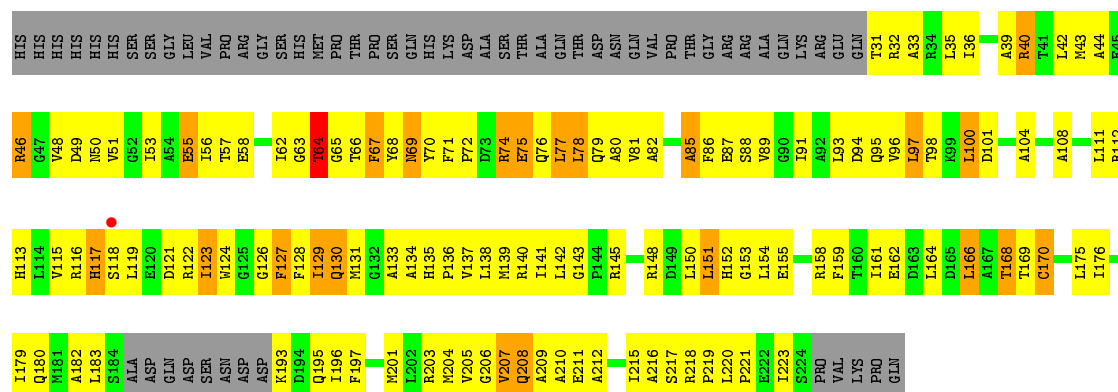 HIS HIS HIS HIS HIS HIS SER SER GLY LEU VAL PRO ARG GLY SER HIS MET PRO THR PRO SER GLN HIS LYS ASP ALA SER THR ALA GLN THR ASP ASN GLN VAL PRO THR GLY ARG ARG ALA GLN LYS ARG GLU GLN T31 R32 A33 R34 L35 I36 A39 R40 T41 L42 M43 A44 E45
R46 G47 V48 D49 N50 V51 G52 I53 A54 E55 I56 T57 E58 I62 G63 T64 G65 T66 F67 Y68 N69 Y70 F71 P72 D73 R74 E75 Q76 L77 L78 Q79 A80 V81 A82 A85 F86 E87 S88 V89 G90 I91 A92 L93 D94 Q95 V96 L97 T98 K99 L100 D101 A104 A108 L111 R112
H113 L114 V115 R116 H117 S118 L119 E120 D121 R122 I123 W124 G125 G126 F127 F128 I129 Q130 M131 G132 A133 A134 H135 P136 V137 L138 M139 R140 I141 L142 G143 P144 R145 R148 D149 L150 L151 H152 G153 L154 E155 R158 F159 T160 I161 E162 D163 L164 D165 L166 A167 T168 T169 C170 L175 I176
I179 Q180 M181 A182 L183 S184 ALA ASP GLN ASP SER ASN ASP ASP K193 D194 Q195 I196 F197 M201 L202 R203 M204 V205 G206 V207 Q208 A209 A210 E211 A212 I215 A216 S217 R218 P219 L220 P221 E222 I223 S224 PRO VAL LYS PRO GLN